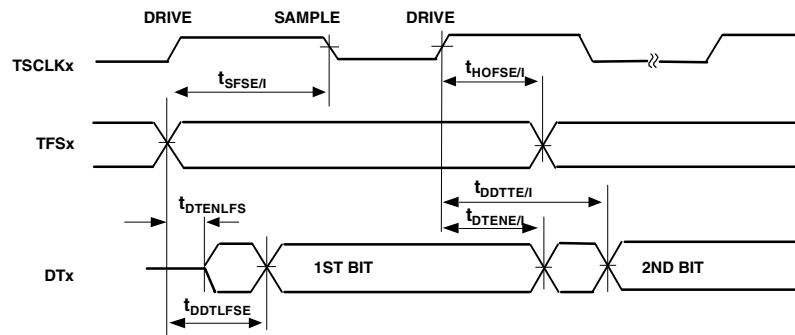 DRIVE SAMPLE DRIVE
TSCLKx
tSFSE/I
tHOFSE/I
TFSx
tDDTTE/I
tDTENLFS
tDTENE/I
DTx
1ST BIT
2ND BIT
tDDTLFSE